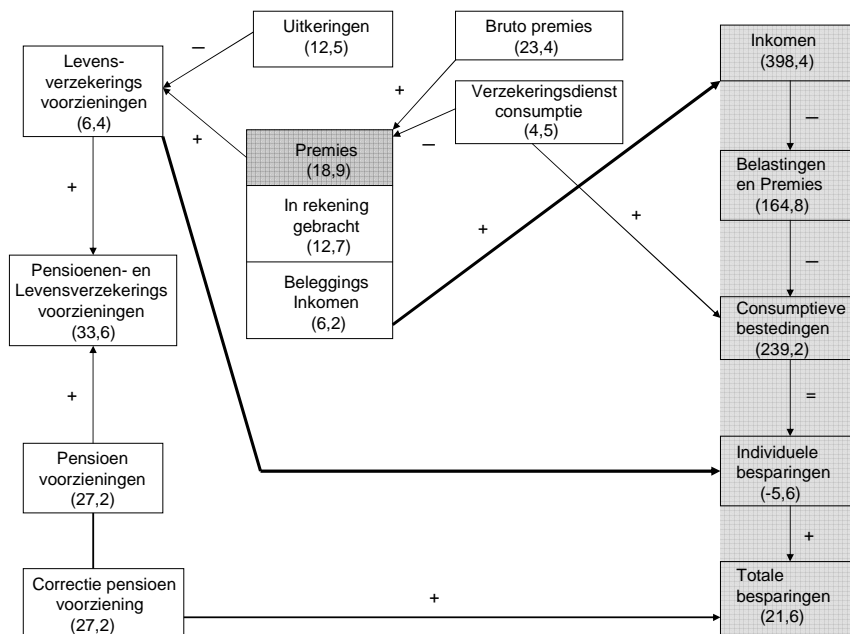 Uitkeringen
(12,5)
Bruto premies
(23,4)
Inkomen
(398,4)
Levens-
verzekerings
voorzieningen
(6,4)
–
+
Verzekeringsdienst
consumptie
(4,5)
–
+
Premies
(18,9)
–
Belastingen
en Premies
(164,8)
+
In rekening
gebracht
(12,7)
+
+
Pensioenen- en
Levensverzekerings
voorzieningen
(33,6)
Beleggings
Inkomen
(6,2)
–
Consumptieve
bestedingen
(239,2)
+
=
Pensioen
voorzieningen
(27,2)
Individuele
besparingen
(-5,6)
+
Correctie pensioen
voorziening
(27,2)
+
Totale
besparingen
(21,6)